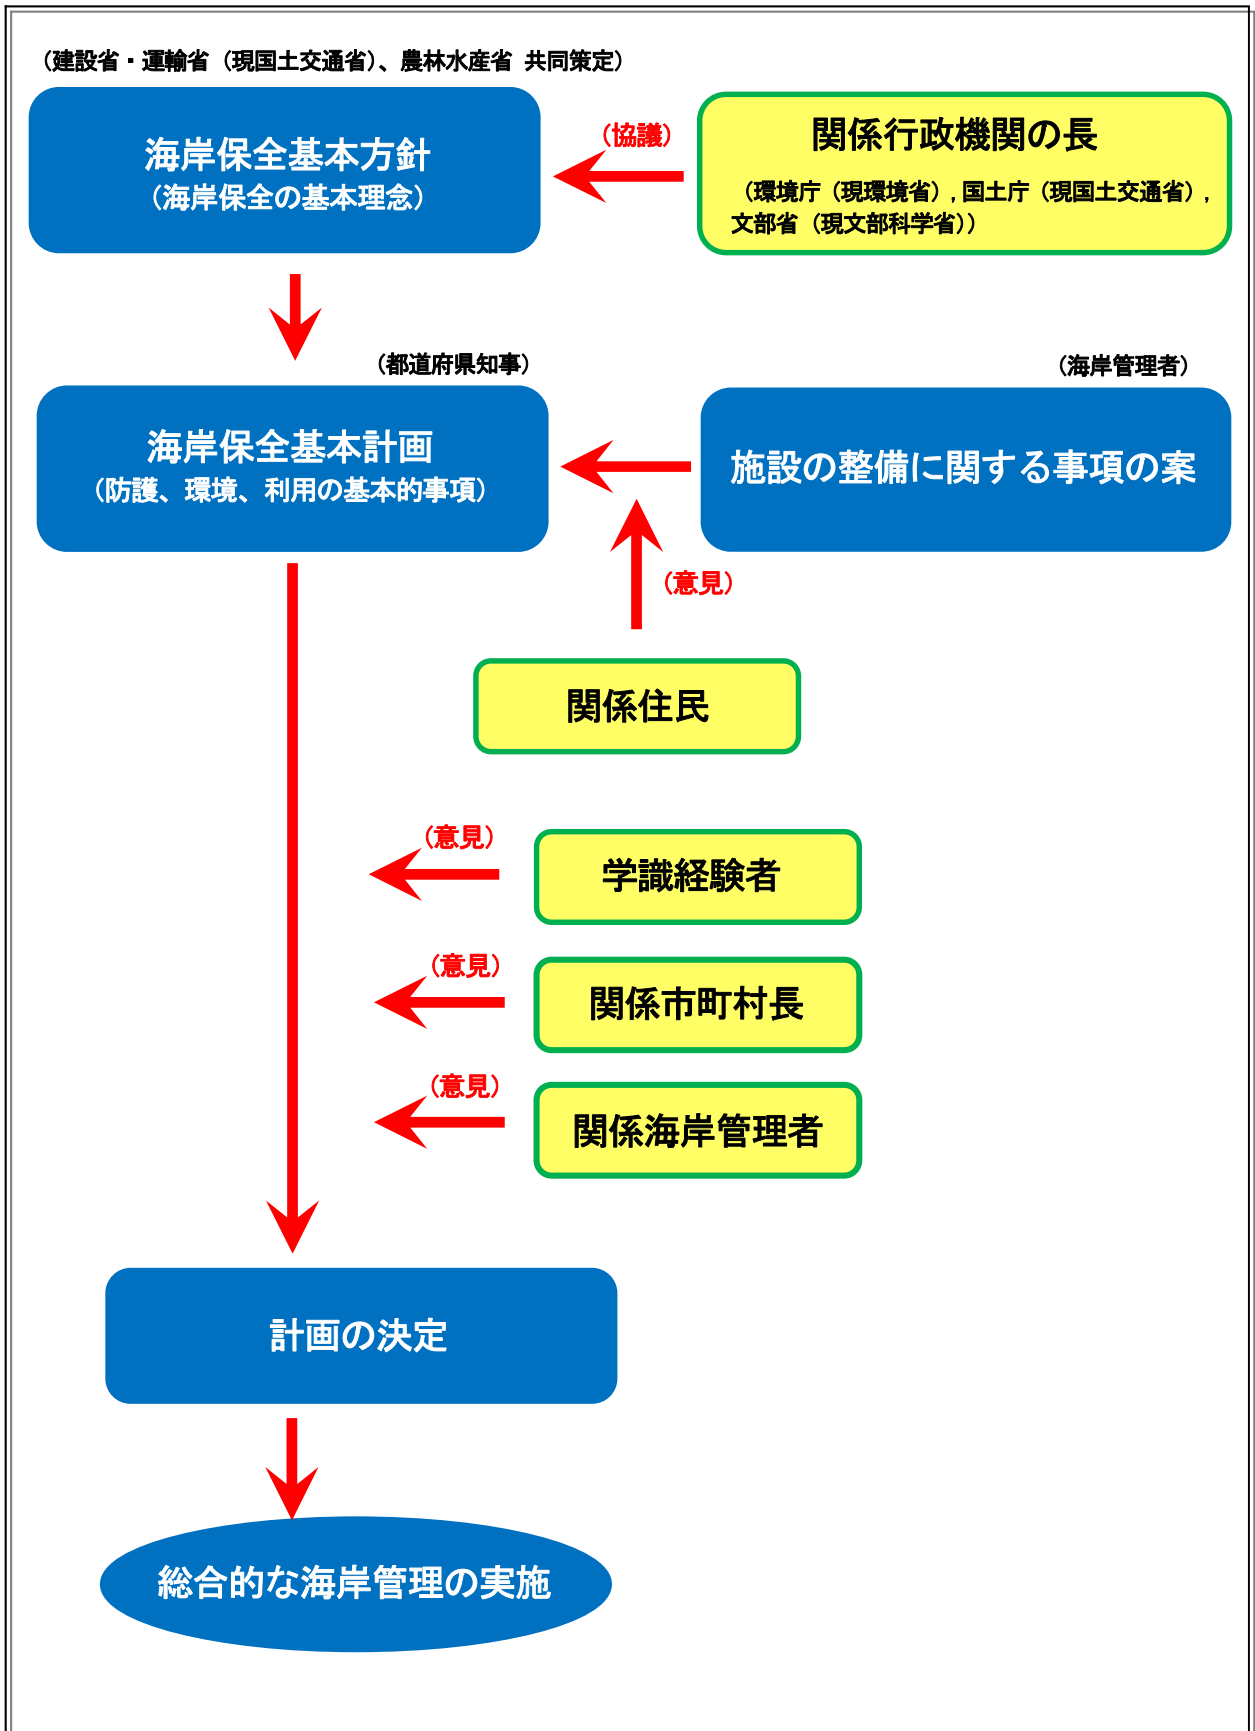 （建設省・運輸省（現国土交通省）、農林水産省 共同策定）
海岸保全基本方針
（海岸保全の基本理念）
（協議）
関係行政機関の長
（環境庁（現環境省），国土庁（現国土交通省），
文部省（現文部科学省））
（都道府県知事）
海岸保全基本計画
（防護、環境、利用の基本的事項）
（海岸管理者）
施設の整備に関する事項の案
（意見）
関係住民
（意見）
学識経験者
（意見）
関係市町村長
（意見）
関係海岸管理者
計画の決定
総合的な海岸管理の実施